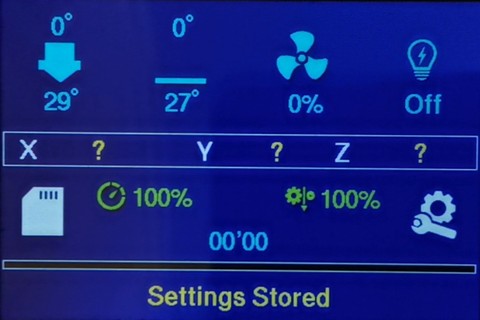 0° 0°
29° 27° 0% Off
X ? Y ? Z ?
100% 100%
00'00
Settings Stored